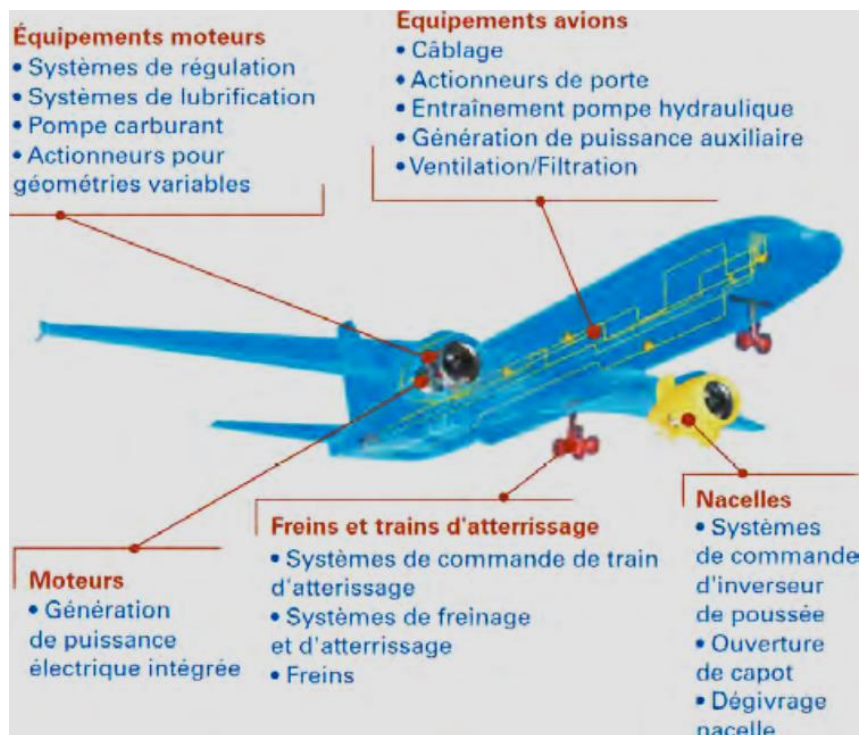 Équipements moteurs
• Systèmes de régulation
• Systèmes de lubrification
• Pompe carburant
• Actionneurs pour
géométries variables
Equipements avions
• Câblage
• Actionneurs de porte
• Entraînement pompe hydraulique
• Génération de puissance auxiliaire
• Ventilation/Filtration
Moteurs
• Génération
de puissance
électrique intégrée
Freins et trains d'atterrissage
• Systèmes de commande de train
d'atterissage
• Systèmes de freinage
et d'atterrissage
• Freins
Nacelles
• Systèmes
de commande
d'inverseur
de poussée
• Ouverture
de capot
• Dégivrage
nacelle